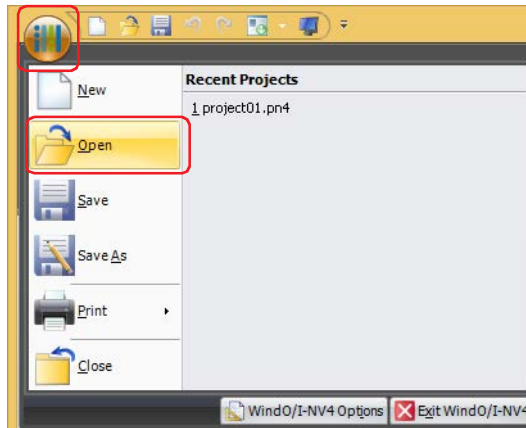 New
Recent Projects
1 project01.pn4
Open
Save
Save As
Print
Close
WindO/I-NV4 Options
Exit WindO/I-NV4